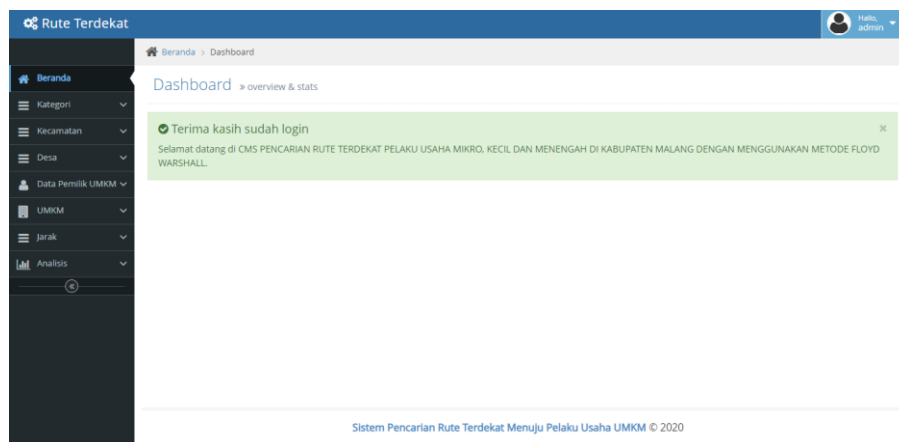 Rute Terdekat
Hallo,
admin
Beranda > Dashboard
Beranda
Kategori
Kecamatan
Desa
Data Pemilik UMKM
UMKM
Jarak
Analisis
Dashboard » overview & stats
Terima kasih sudah login
×
Selamat datang di CMS PENCARIAN RUTE TERDEKAT PELAKU USAHA MIKRO, KECIL DAN MENENGAH DI KABUPATEN MALANG DENGAN MENGGUNAKAN METODE FLOYD
WARSHALL.
Sistem Pencarian Rute Terdekat Menuju Pelaku Usaha UMKM © 2020